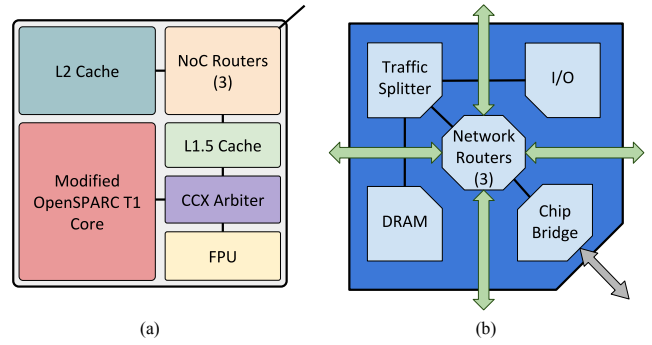 L2 Cache
NoC Routers
(3)
L1.5 Cache
Modified
OpenSPARC T1
Core
CCX Arbiter
FPU
(a)
Traffic
Splitter
I/O
Network
Routers
(3)
DRAM
Chip
Bridge
(b)